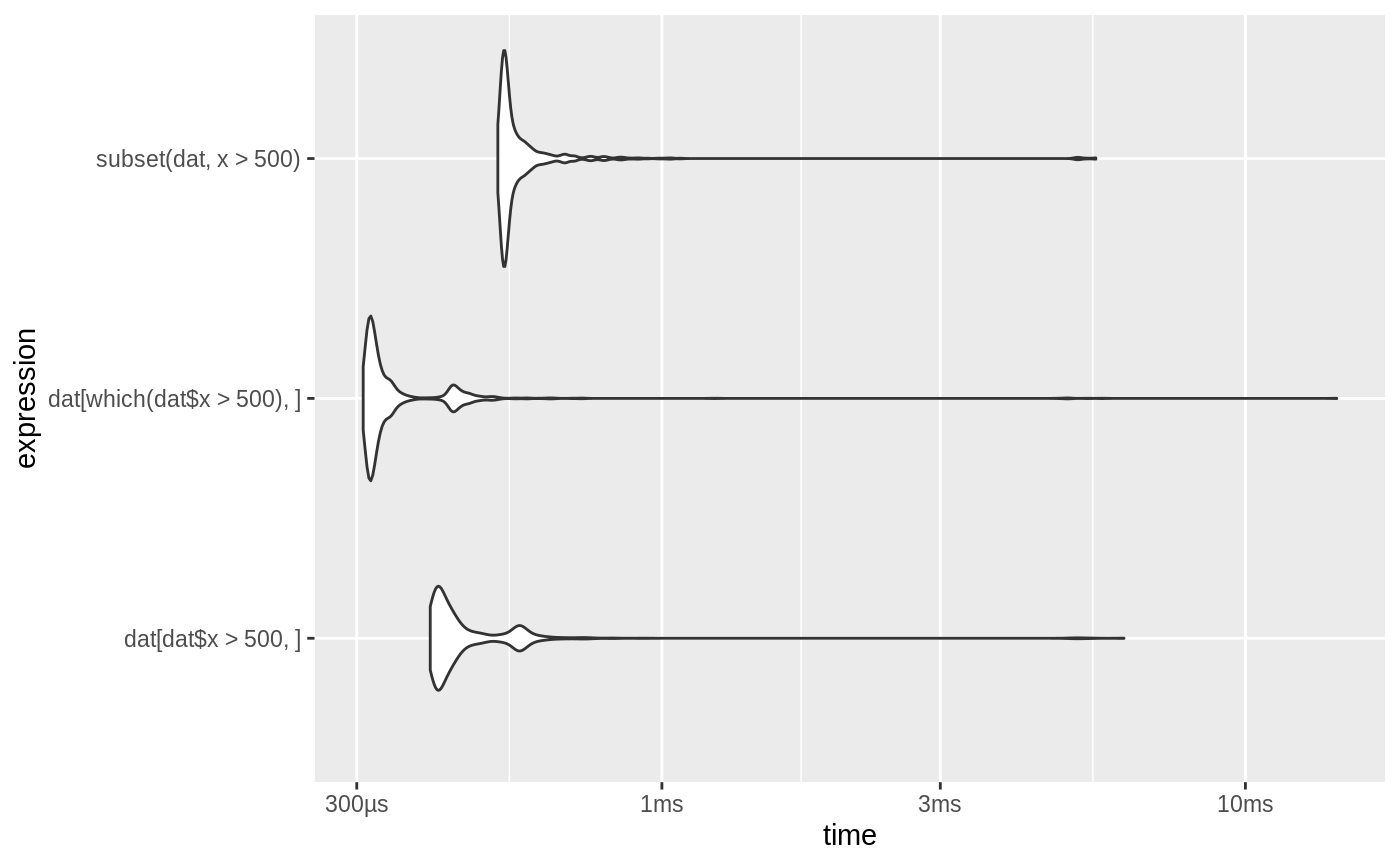 expression
subset(dat, x > 500)
dat[which(dat$x > 500), ]
dat[dat$x > 500, ]
300µs
1ms
3ms
10ms
time